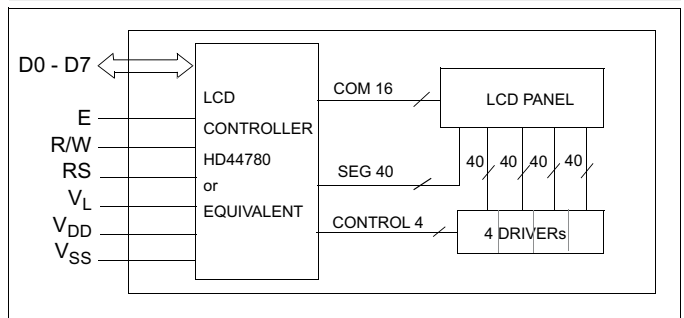 D0 - D7
E
R/W
RS
VL
VDD
VSS
LCD
CONTROLLER
HD44780
or
EQUIVALENT
COM 16
SEG 40
CONTROL 4
LCD PANEL
40 40 40 40
4 DRIVERs